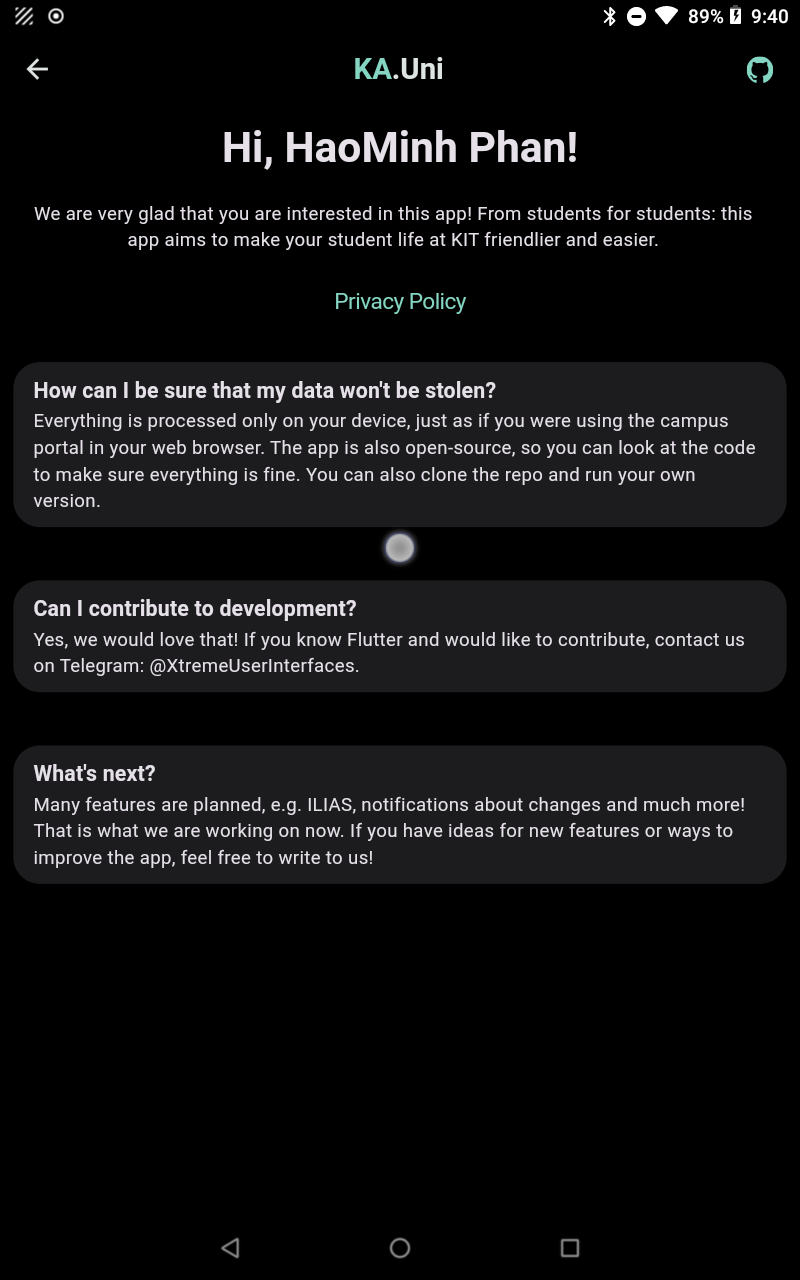 89% 9:40
KA.Uni
Hi, HaoMinh Phan!
We are very glad that you are interested in this app! From students for students: this
app aims to make your student life at KIT friendlier and easier.
Privacy Policy
How can I be sure that my data won't be stolen?
Everything is processed only on your device, just as if you were using the campus
portal in your web browser. The app is also open-source, so you can look at the code
to make sure everything is fine. You can also clone the repo and run your own
version.
Can I contribute to development?
Yes, we would love that! If you know Flutter and would like to contribute, contact us
on Telegram: @XtremeUserInterfaces.
What's next?
Many features are planned, e.g. ILIAS, notifications about changes and much more!
That is what we are working on now. If you have ideas for new features or ways to
improve the app, feel free to write to us!